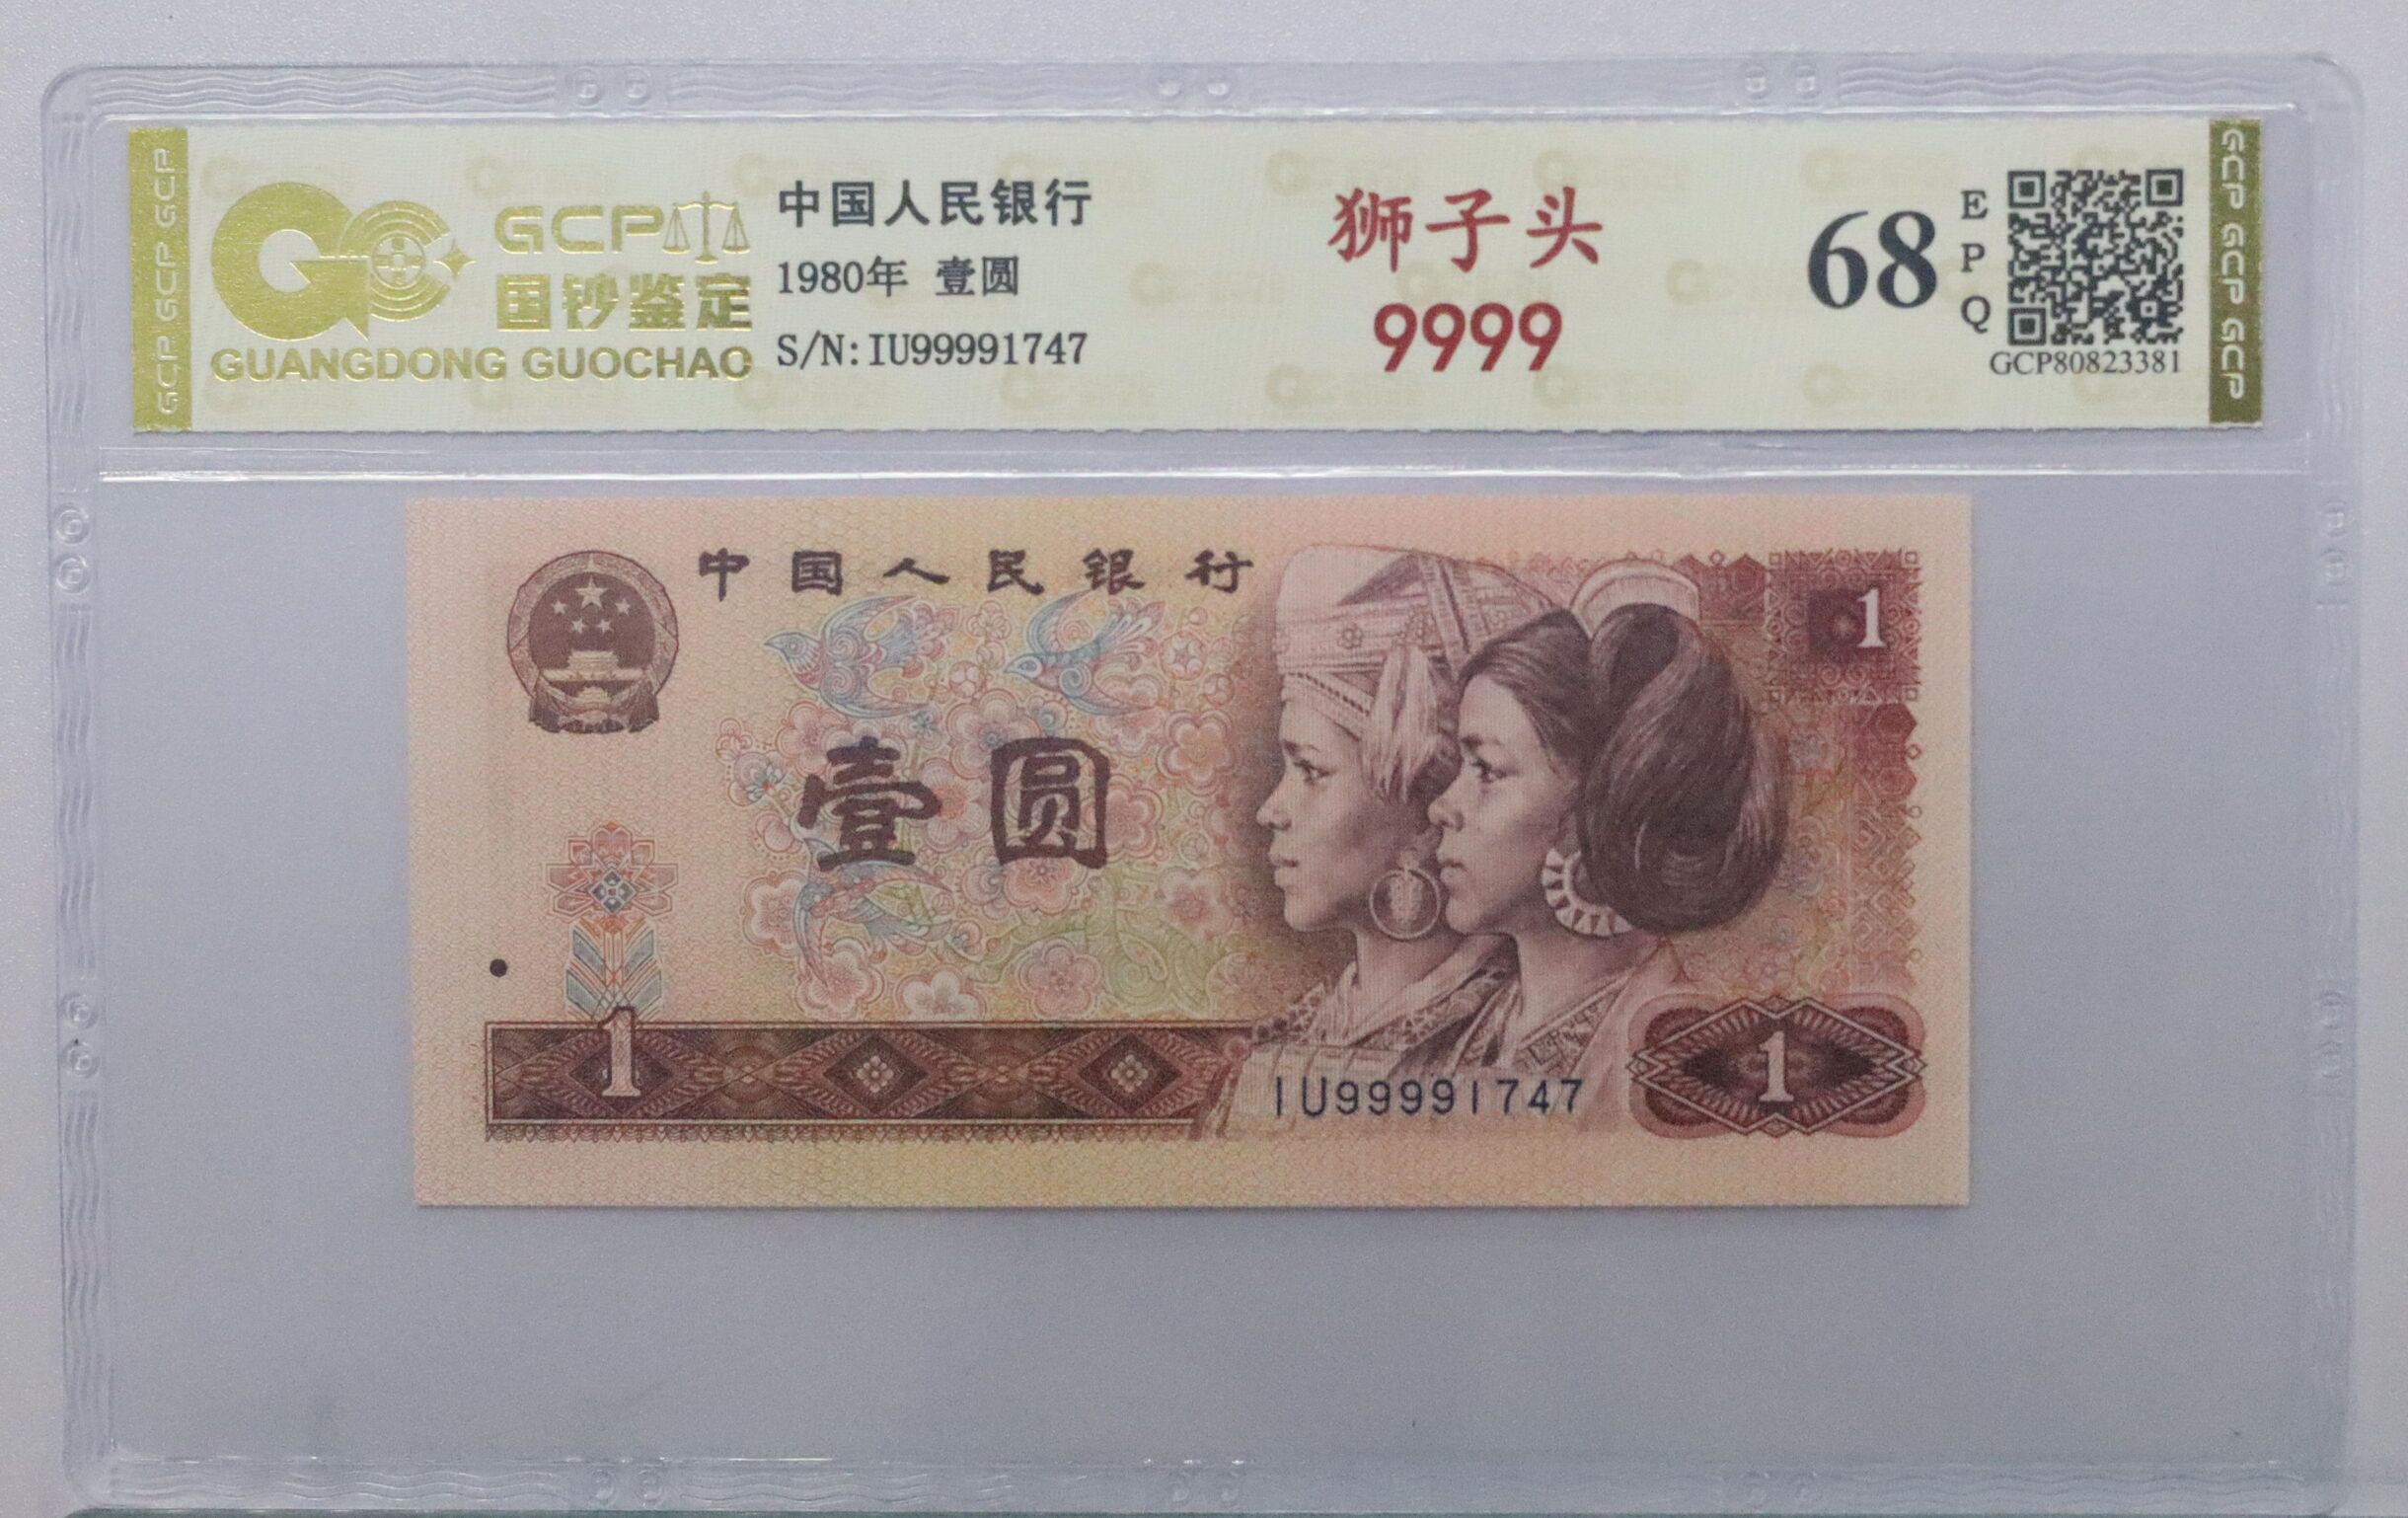 GCP GCP GCP
GCP
国钞鉴定
GUANGDONG GUOCHAO
中国人民银行
1980年 壹圆
S/N:IU99991747
狮子头
9999
68
EPQ
GCP80823381
GCP GCP GCP
中国人民银行
1
壹圆
1
IU99991747
1